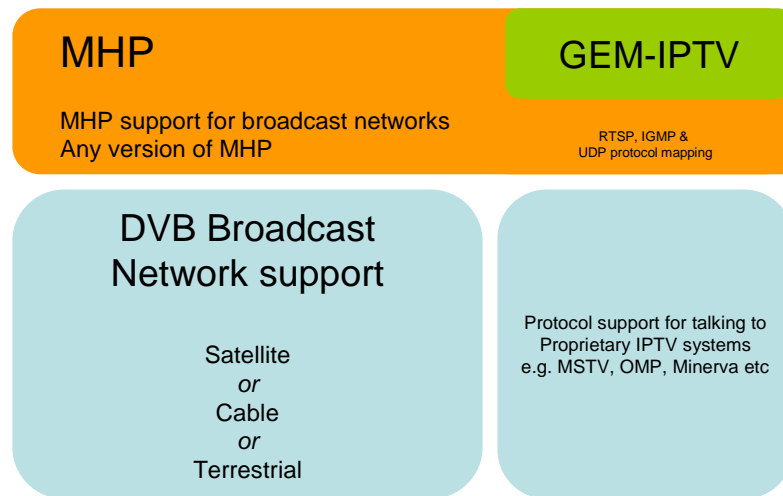 MHP
MHP support for broadcast networks
Any version of MHP
GEM-IPTV
RTSP, IGMP &
UDP protocol mapping
DVB Broadcast
Network support
Satellite
or
Cable
or
Terrestrial
Protocol support for talking to
Proprietary IPTV systems
e.g. MSTV, OMP, Minerva etc